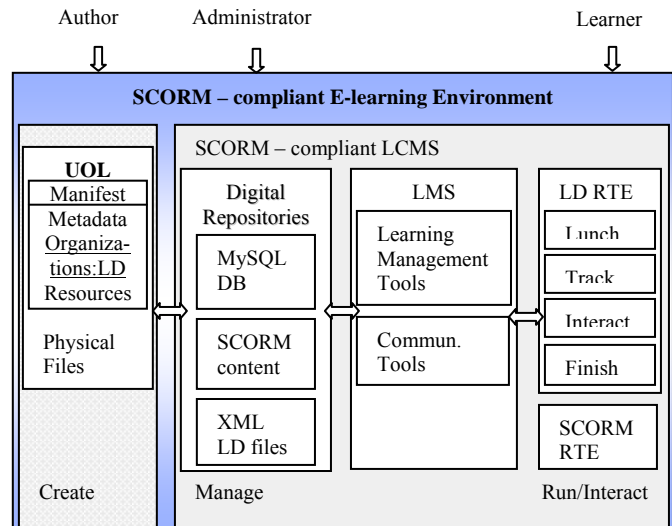 Author
Administrator
Learner
SCORM – compliant E-learning Environment
UOL
Manifest
Metadata
Organiza-
tions:LD
Resources
Physical
Files
Create
SCORM – compliant LCMS
Digital
Repositories
MySQL
DB
SCORM
content
XML
LD files
Manage
LMS
Learning
Management
Tools
Commun.
Tools
LD RTE
Lunch
Track
Interact
Finish
SCORM
RTE
Run/Interact